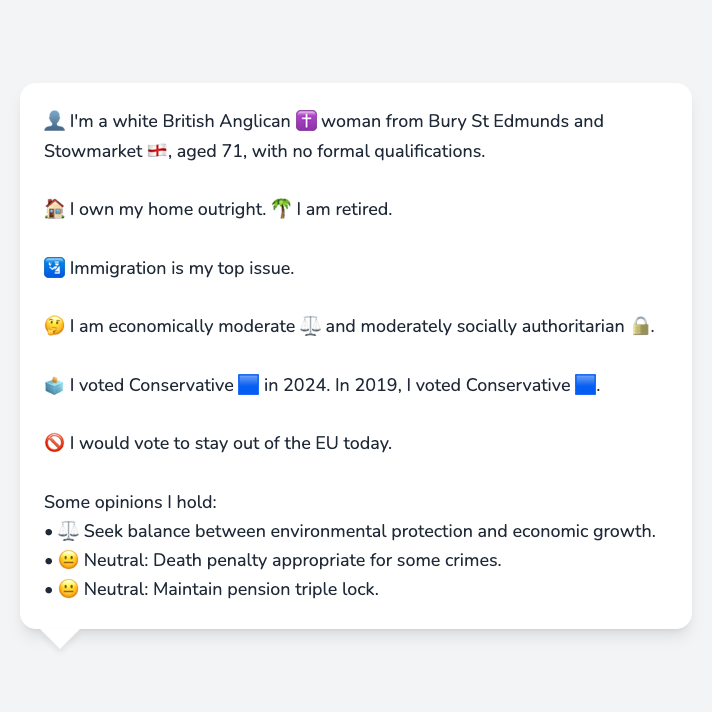 👤 I'm a white British Anglican ✝️ woman from Bury St Edmunds and
Stowmarket 🏴󠁧󠁢󠁥󠁮󠁧󠁿, aged 71, with no formal qualifications.
🏠 I own my home outright. 🌴 I am retired.
🛂 Immigration is my top issue.
🤔 I am economically moderate ⚖️ and moderately socially authoritarian 🔒.
🗳️ I voted Conservative 🟦 in 2024. In 2019, I voted Conservative 🟦.
🚫 I would vote to stay out of the EU today.
Some opinions I hold:
• ⚖️ Seek balance between environmental protection and economic growth.
• 😐 Neutral: Death penalty appropriate for some crimes.
• 😐 Neutral: Maintain pension triple lock.